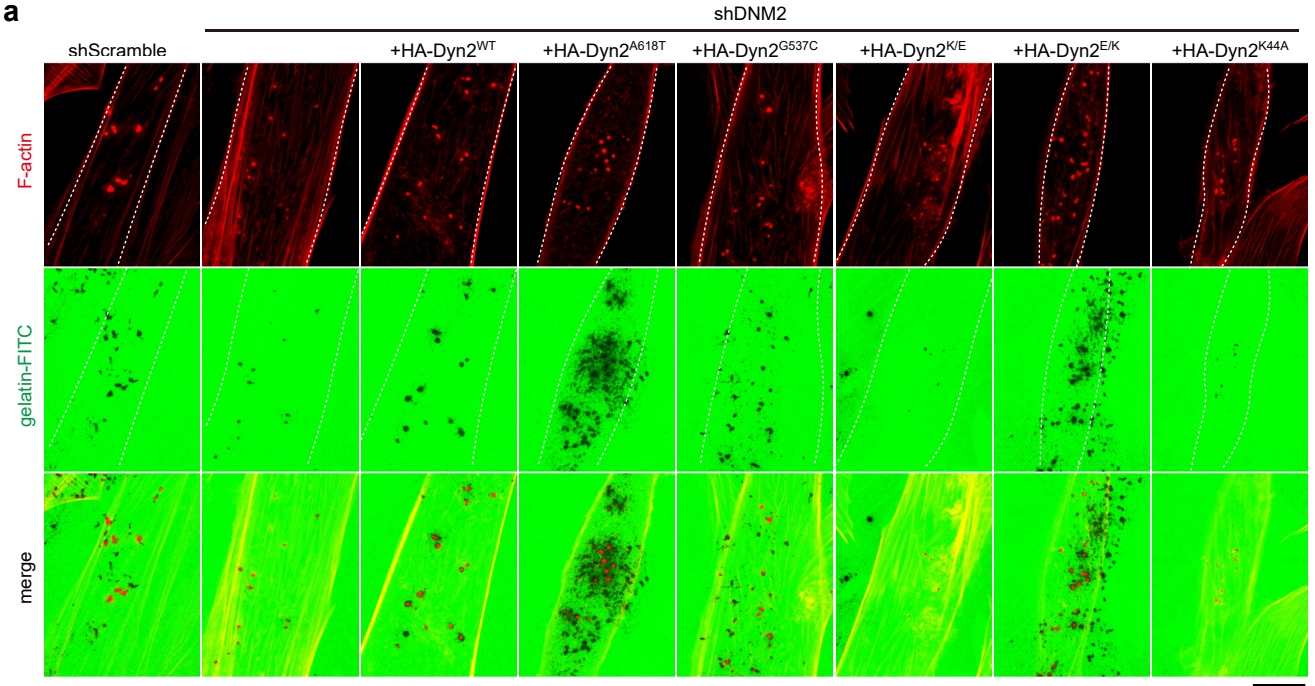 a
shDNM2
shScramble +HA-Dyn2WT +HA-Dyn2A618T +HA-Dyn2G537C +HA-Dyn2K/E +HA-Dyn2E/K +HA-Dyn2K44A
F-actin
gelatin-FITC
merge